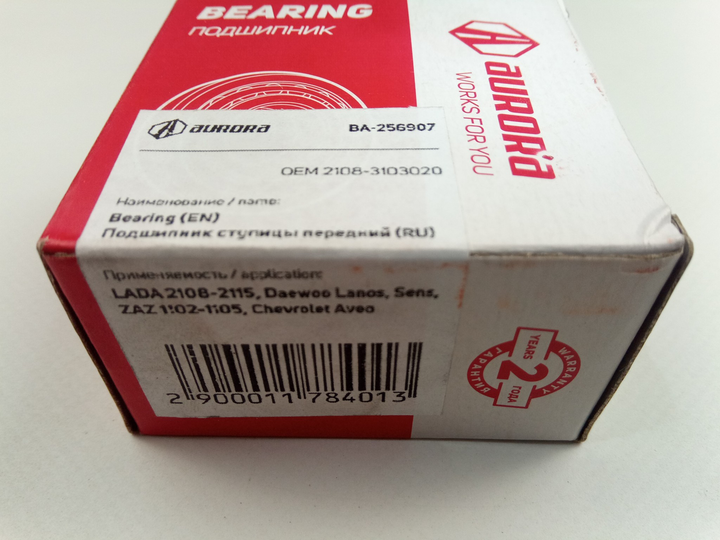 BEARING
ПОДШИПНИК
AURORA
WORKS FOR YOU
AURORA
BA-256907
OEM 2108-3103020
Наименование / name:
Bearing (EN)
Подшипник ступицы передний (RU)
Применяемость / application:
LADA 2108-2115, Daewoo Lanos, Sens,
ZAZ 1102-1105, Chevrolet Aveo
2 900011 784013
WARRANTY
ГАРАНТИЯ
YEARS
2
ГОДА